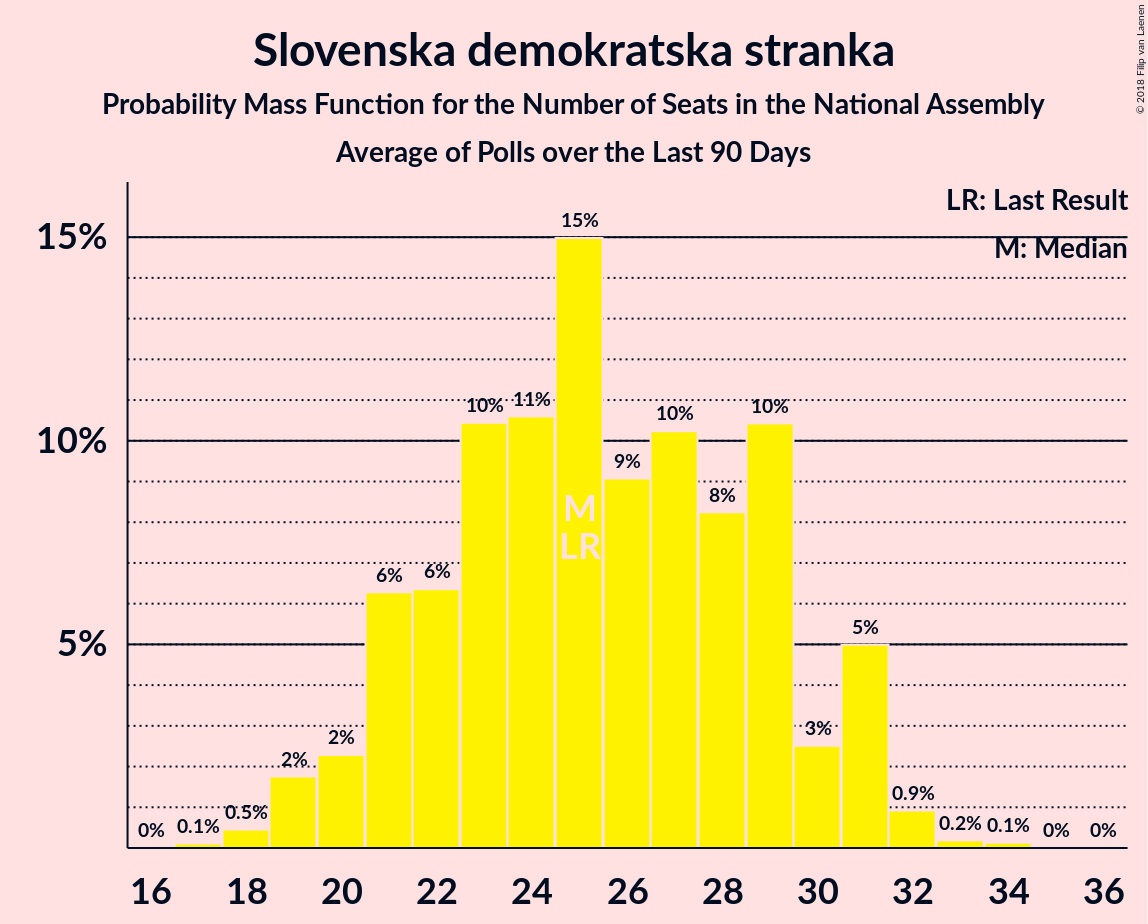 Slovenska demokratska stranka
Probability Mass Function for the Number of Seats in the National Assembly
Average of Polls over the Last 90 Days
© 2018 Filip van Laenen
LR: Last Result
M: Median
15%
10%
5%
0%
0.1%
0.5%
2%
2%
6%
6%
10%
11%
15%
9%
10%
8%
10%
3%
5%
0.9%
0.2%
0.1%
0%
0%
M
LR
16 18 20 22 24 26 28 30 32 34 36